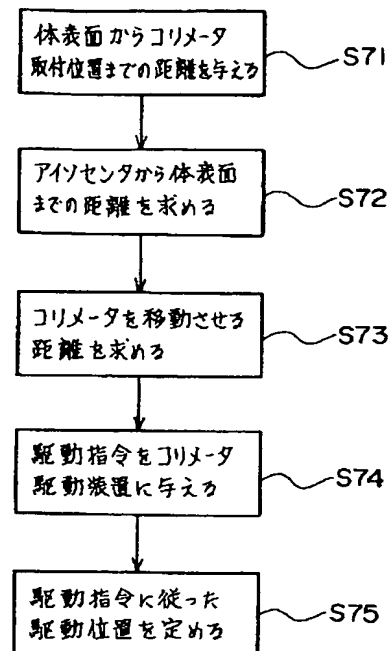 体表面からコリメータ
取付位置までの距離を与える
S71
アイソセンタから体表面
までの距離を求める
S72
コリメータを移動させる
距離を求める
S73
駆動指令をコリメータ
駆動装置に与える
S74
駆動指令に従った
駆動位置を定める
S75